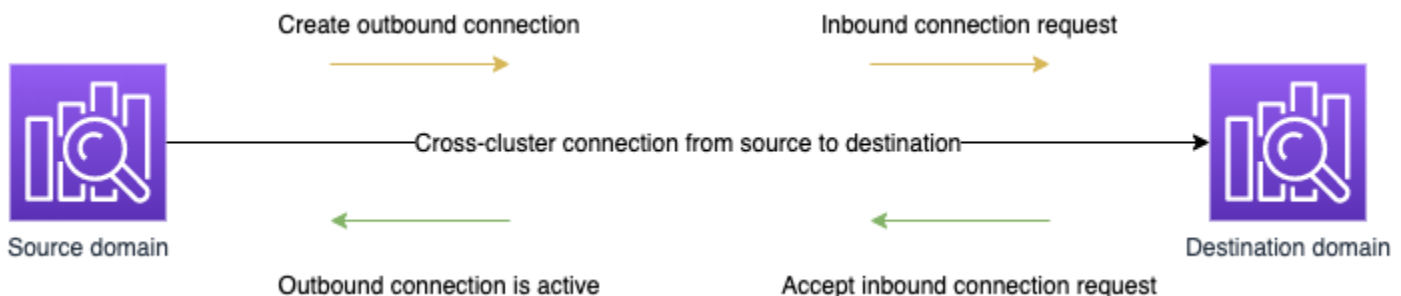 Create outbound connection
Inbound connection request
Cross-cluster connection from source to destination
Source domain
Destination domain
Outbound connection is active
Accept inbound connection request